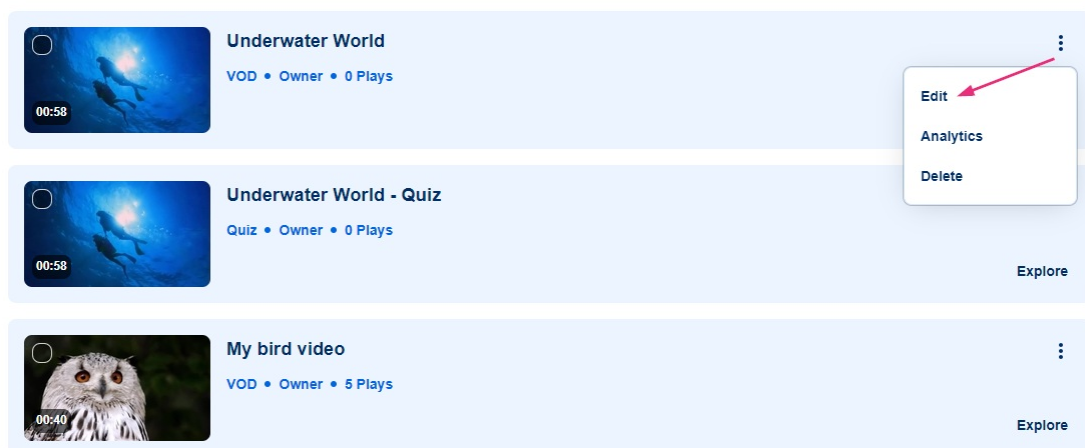 Underwater World
VOD • Owner • 0 Plays
00:58
Edit
Analytics
Delete
Underwater World - Quiz
Quiz • Owner • 0 Plays
00:58
Explore
My bird video
VOD • Owner • 5 Plays
00:40
Explore